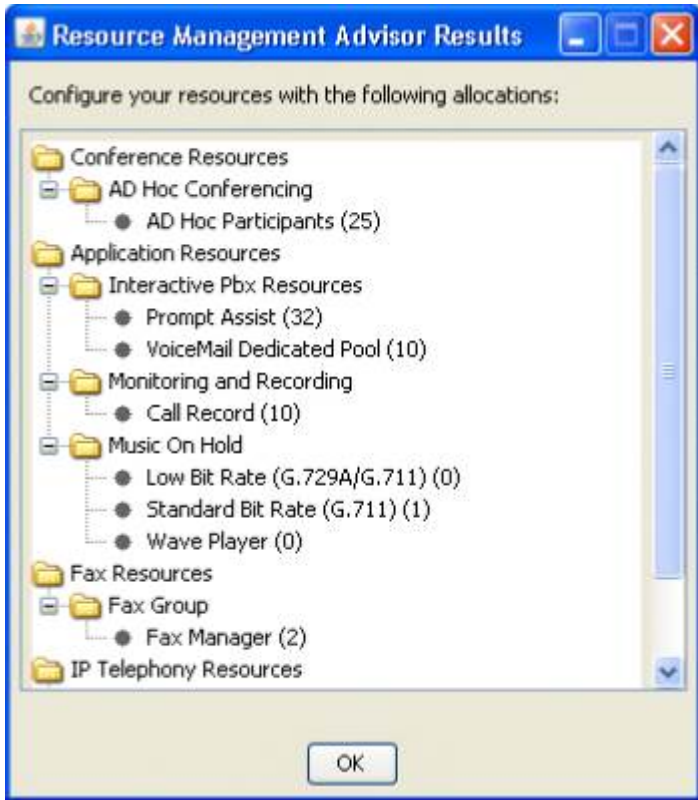 Resource Management Advisor Results
Configure your resources with the following allocations:
Conference Resources
AD Hoc Conferencing
AD Hoc Participants (25)
Application Resources
Interactive Pbx Resources
Prompt Assist (32)
VoiceMail Dedicated Pool (10)
Monitoring and Recording
Call Record (10)
Music On Hold
Low Bit Rate (G.729A/G.711) (0)
Standard Bit Rate (G.711) (1)
Wave Player (0)
Fax Resources
Fax Group
Fax Manager (2)
IP Telephony Resources
OK